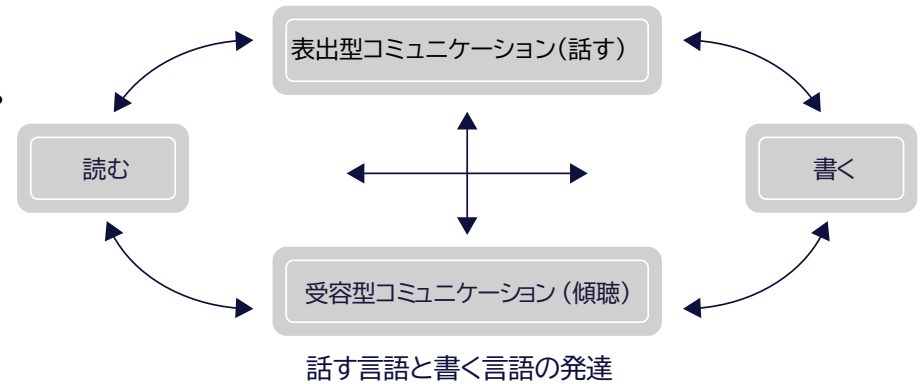 表出型コミュニケーション（話す）
読む
書く
受容型コミュニケーション（傾聴）
話す言語と書く言語の発達